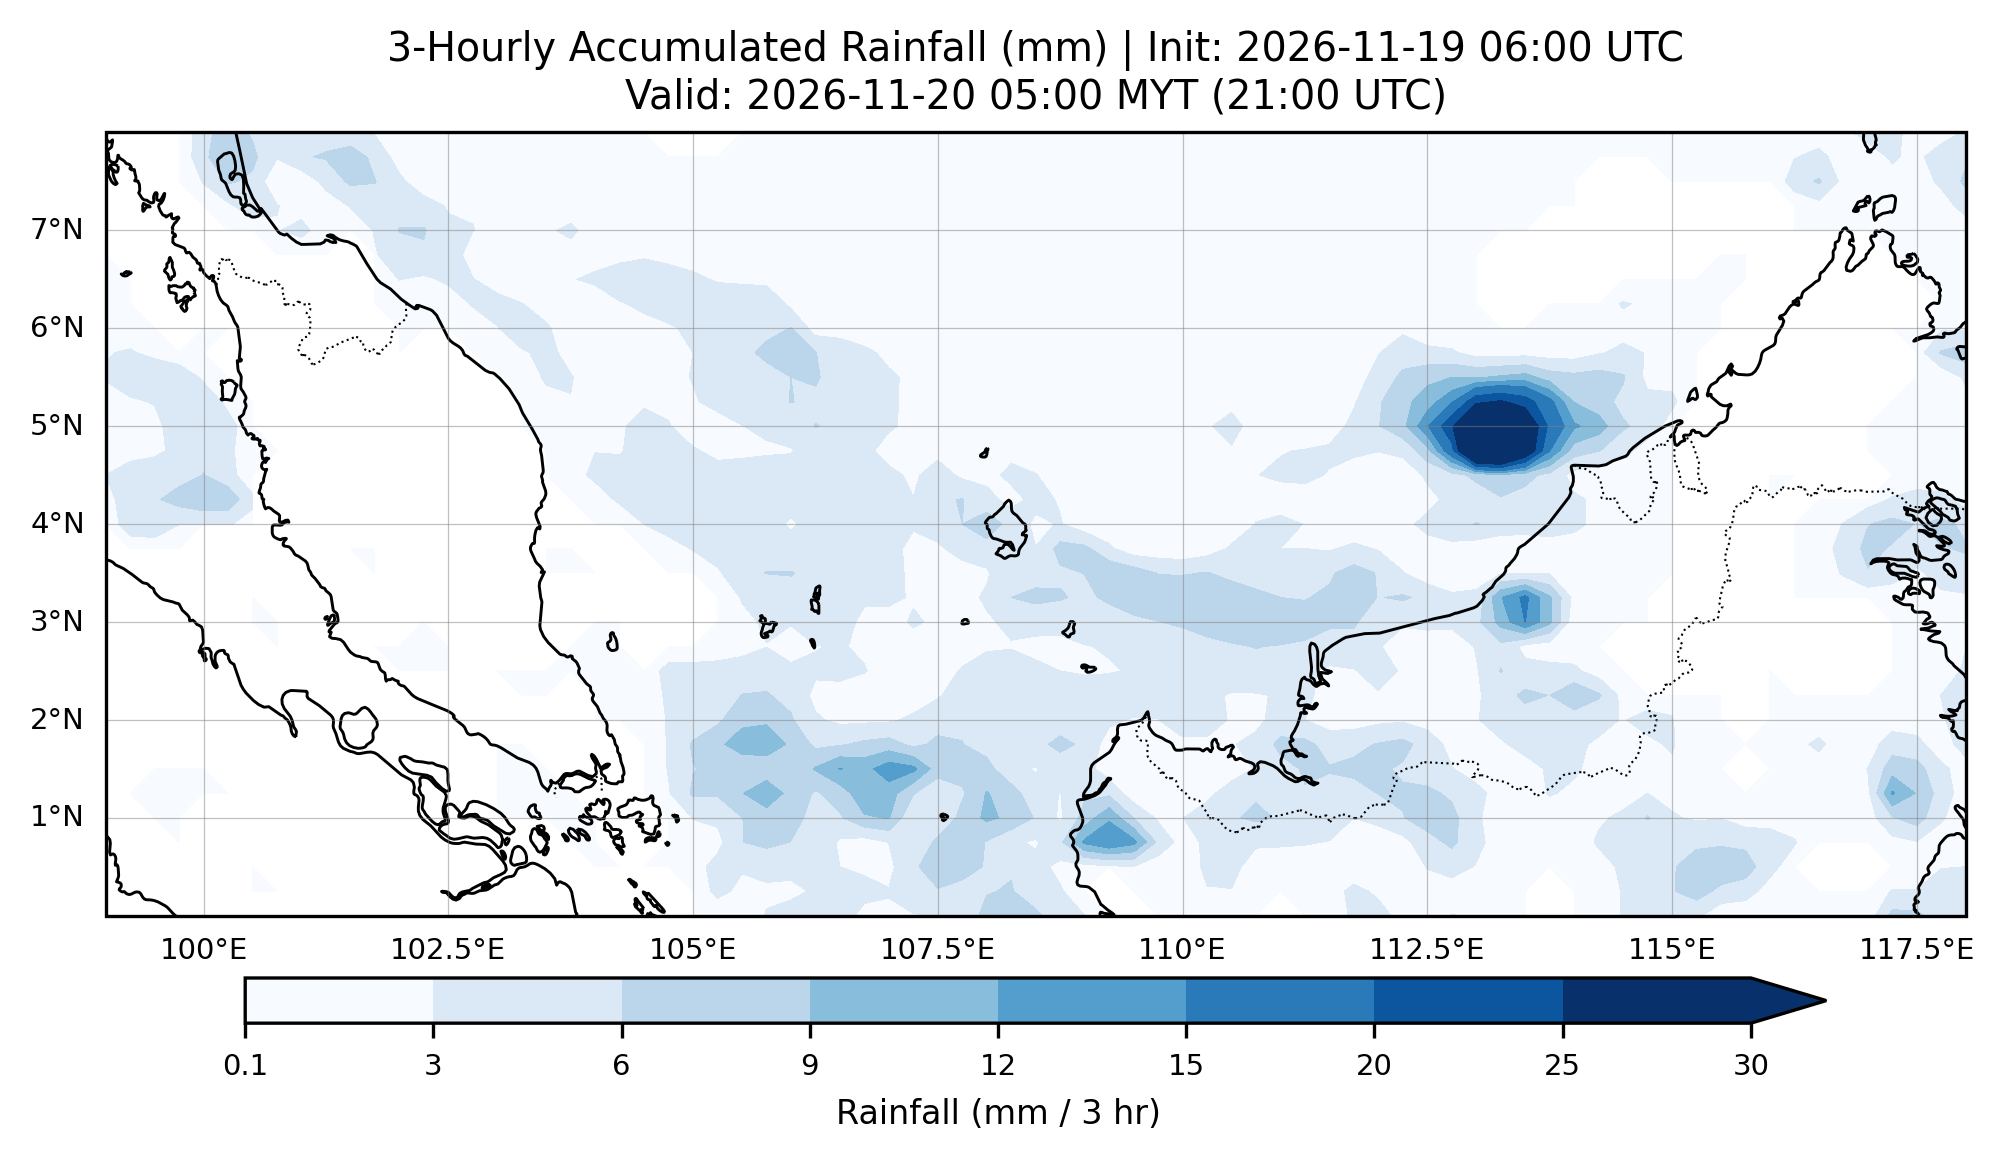 3-Hourly Accumulated Rainfall (mm) | Init: 2026-11-19 06:00 UTC
Valid: 2026-11-20 05:00 MYT (21:00 UTC)
7°N
6°N
5°N
4°N
3°N
2°N
1°N
100°E 102.5°E 105°E 107.5°E 110°E 112.5°E 115°E 117.5°E
0.1 3 6 9 12 15 20 25 30
Rainfall (mm / 3 hr)